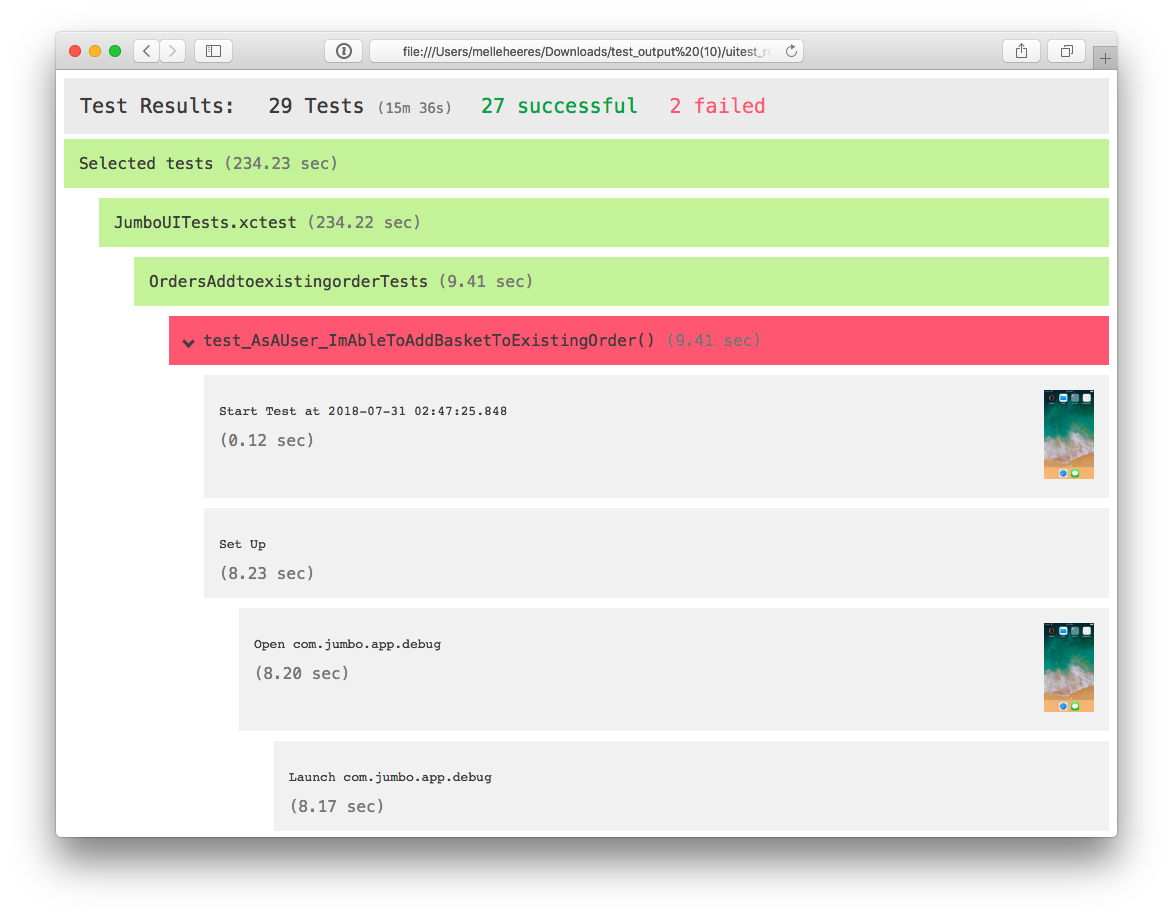 file:///Users/melleheeres/Downloads/test_output%20(10)/uitest_r
Test Results: 29 Tests (15m 36s) 27 successful 2 failed
Selected tests (234.23 sec)
JumboUITests.xctest (234.22 sec)
OrdersAddtoexistingorderTests (9.41 sec)
test_AsAUser_ImAbleToAddBasketToExistingOrder() (9.41 sec)
Start Test at 2018-07-31 02:47:25.848
(0.12 sec)
Set Up
(8.23 sec)
Open com.jumbo.app.debug
(8.20 sec)
Launch com.jumbo.app.debug
(8.17 sec)